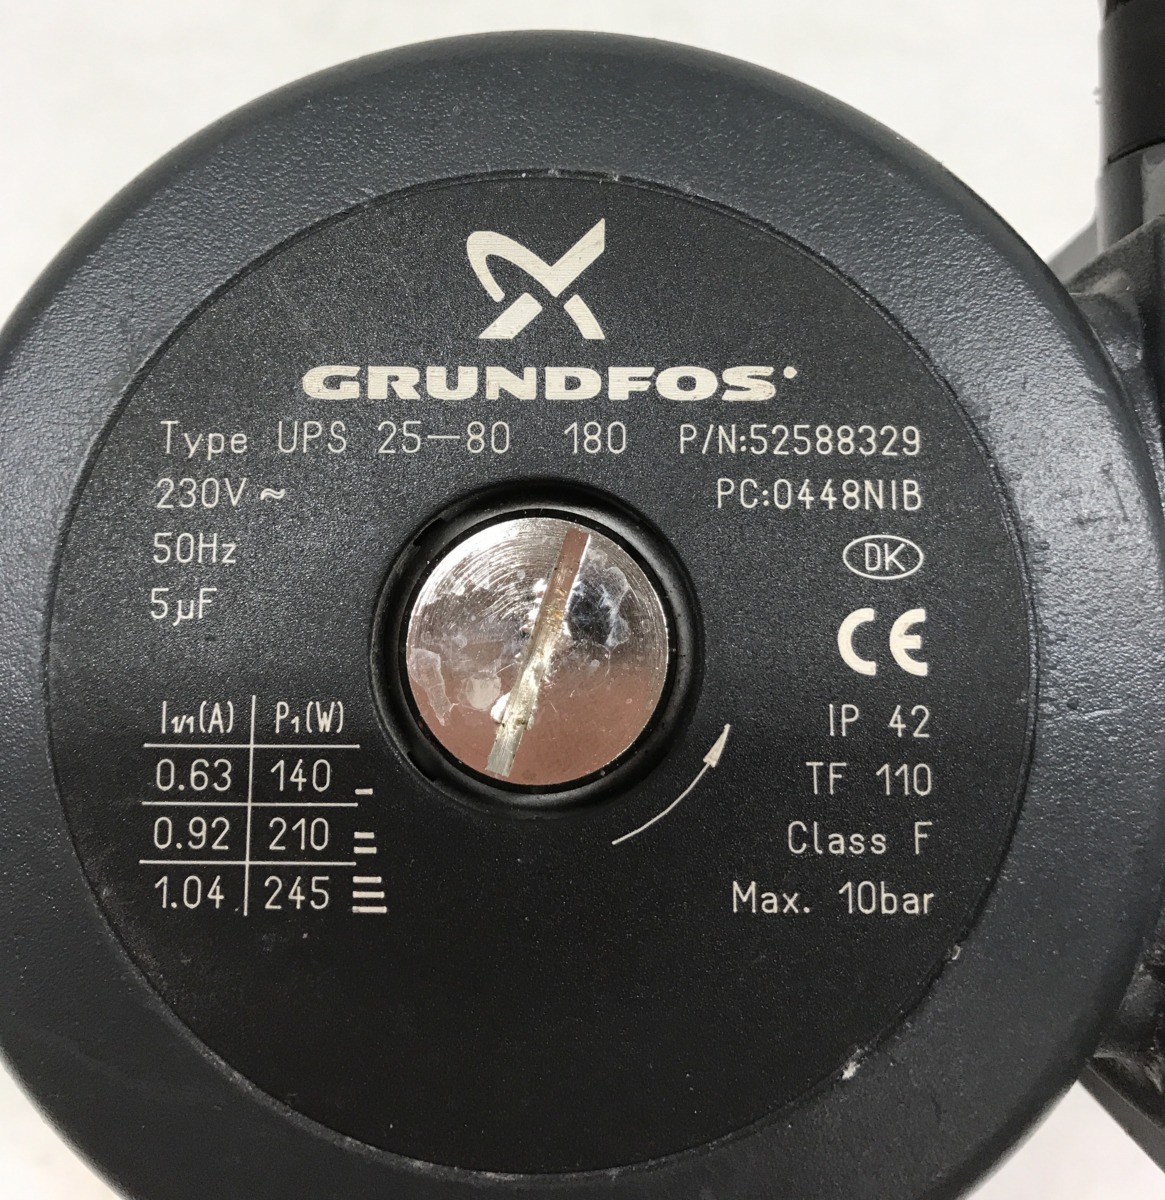 GRUNDFOS
Type UPS 25-80 180 P/N:52588329
230V ~ PC:0448NIB
50Hz DK
5µF CE
I1/1(A) P1(W) IP 42
0.63 140 TF 110
0.92 210 Class F
1.04 245 Max. 10bar